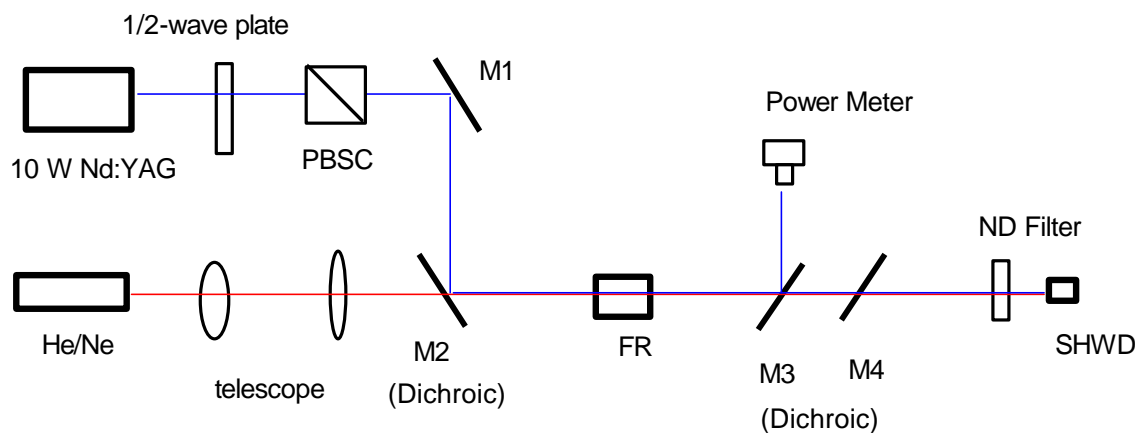 1/2-wave plate
M1
Power Meter
10 W Nd:YAG
PBSC
ND Filter
He/Ne
telescope
M2
(Dichroic)
FR
M3
(Dichroic)
M4
SHWD